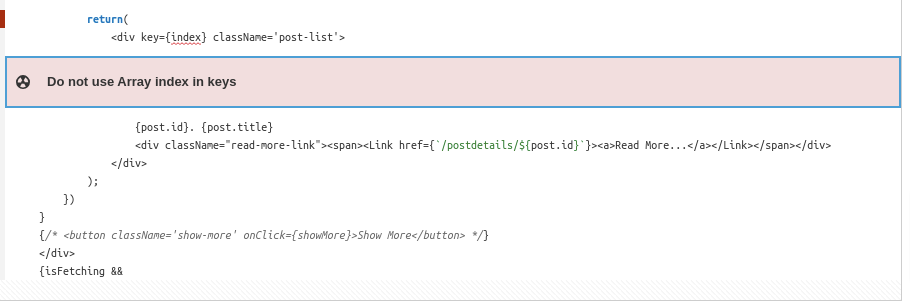 return(
<div key={index} className='post-list'>
Do not use Array index in keys
{post.id}. {post.title}
<div className="read-more-link"><span><Link href={`/postdetails/${post.id}`}><a>Read More...</a></Link></span></div>
</div>
);
})
}
{/* <button className='show-more' onClick={showMore}>Show More</button> */}
</div>
{isFetching &&